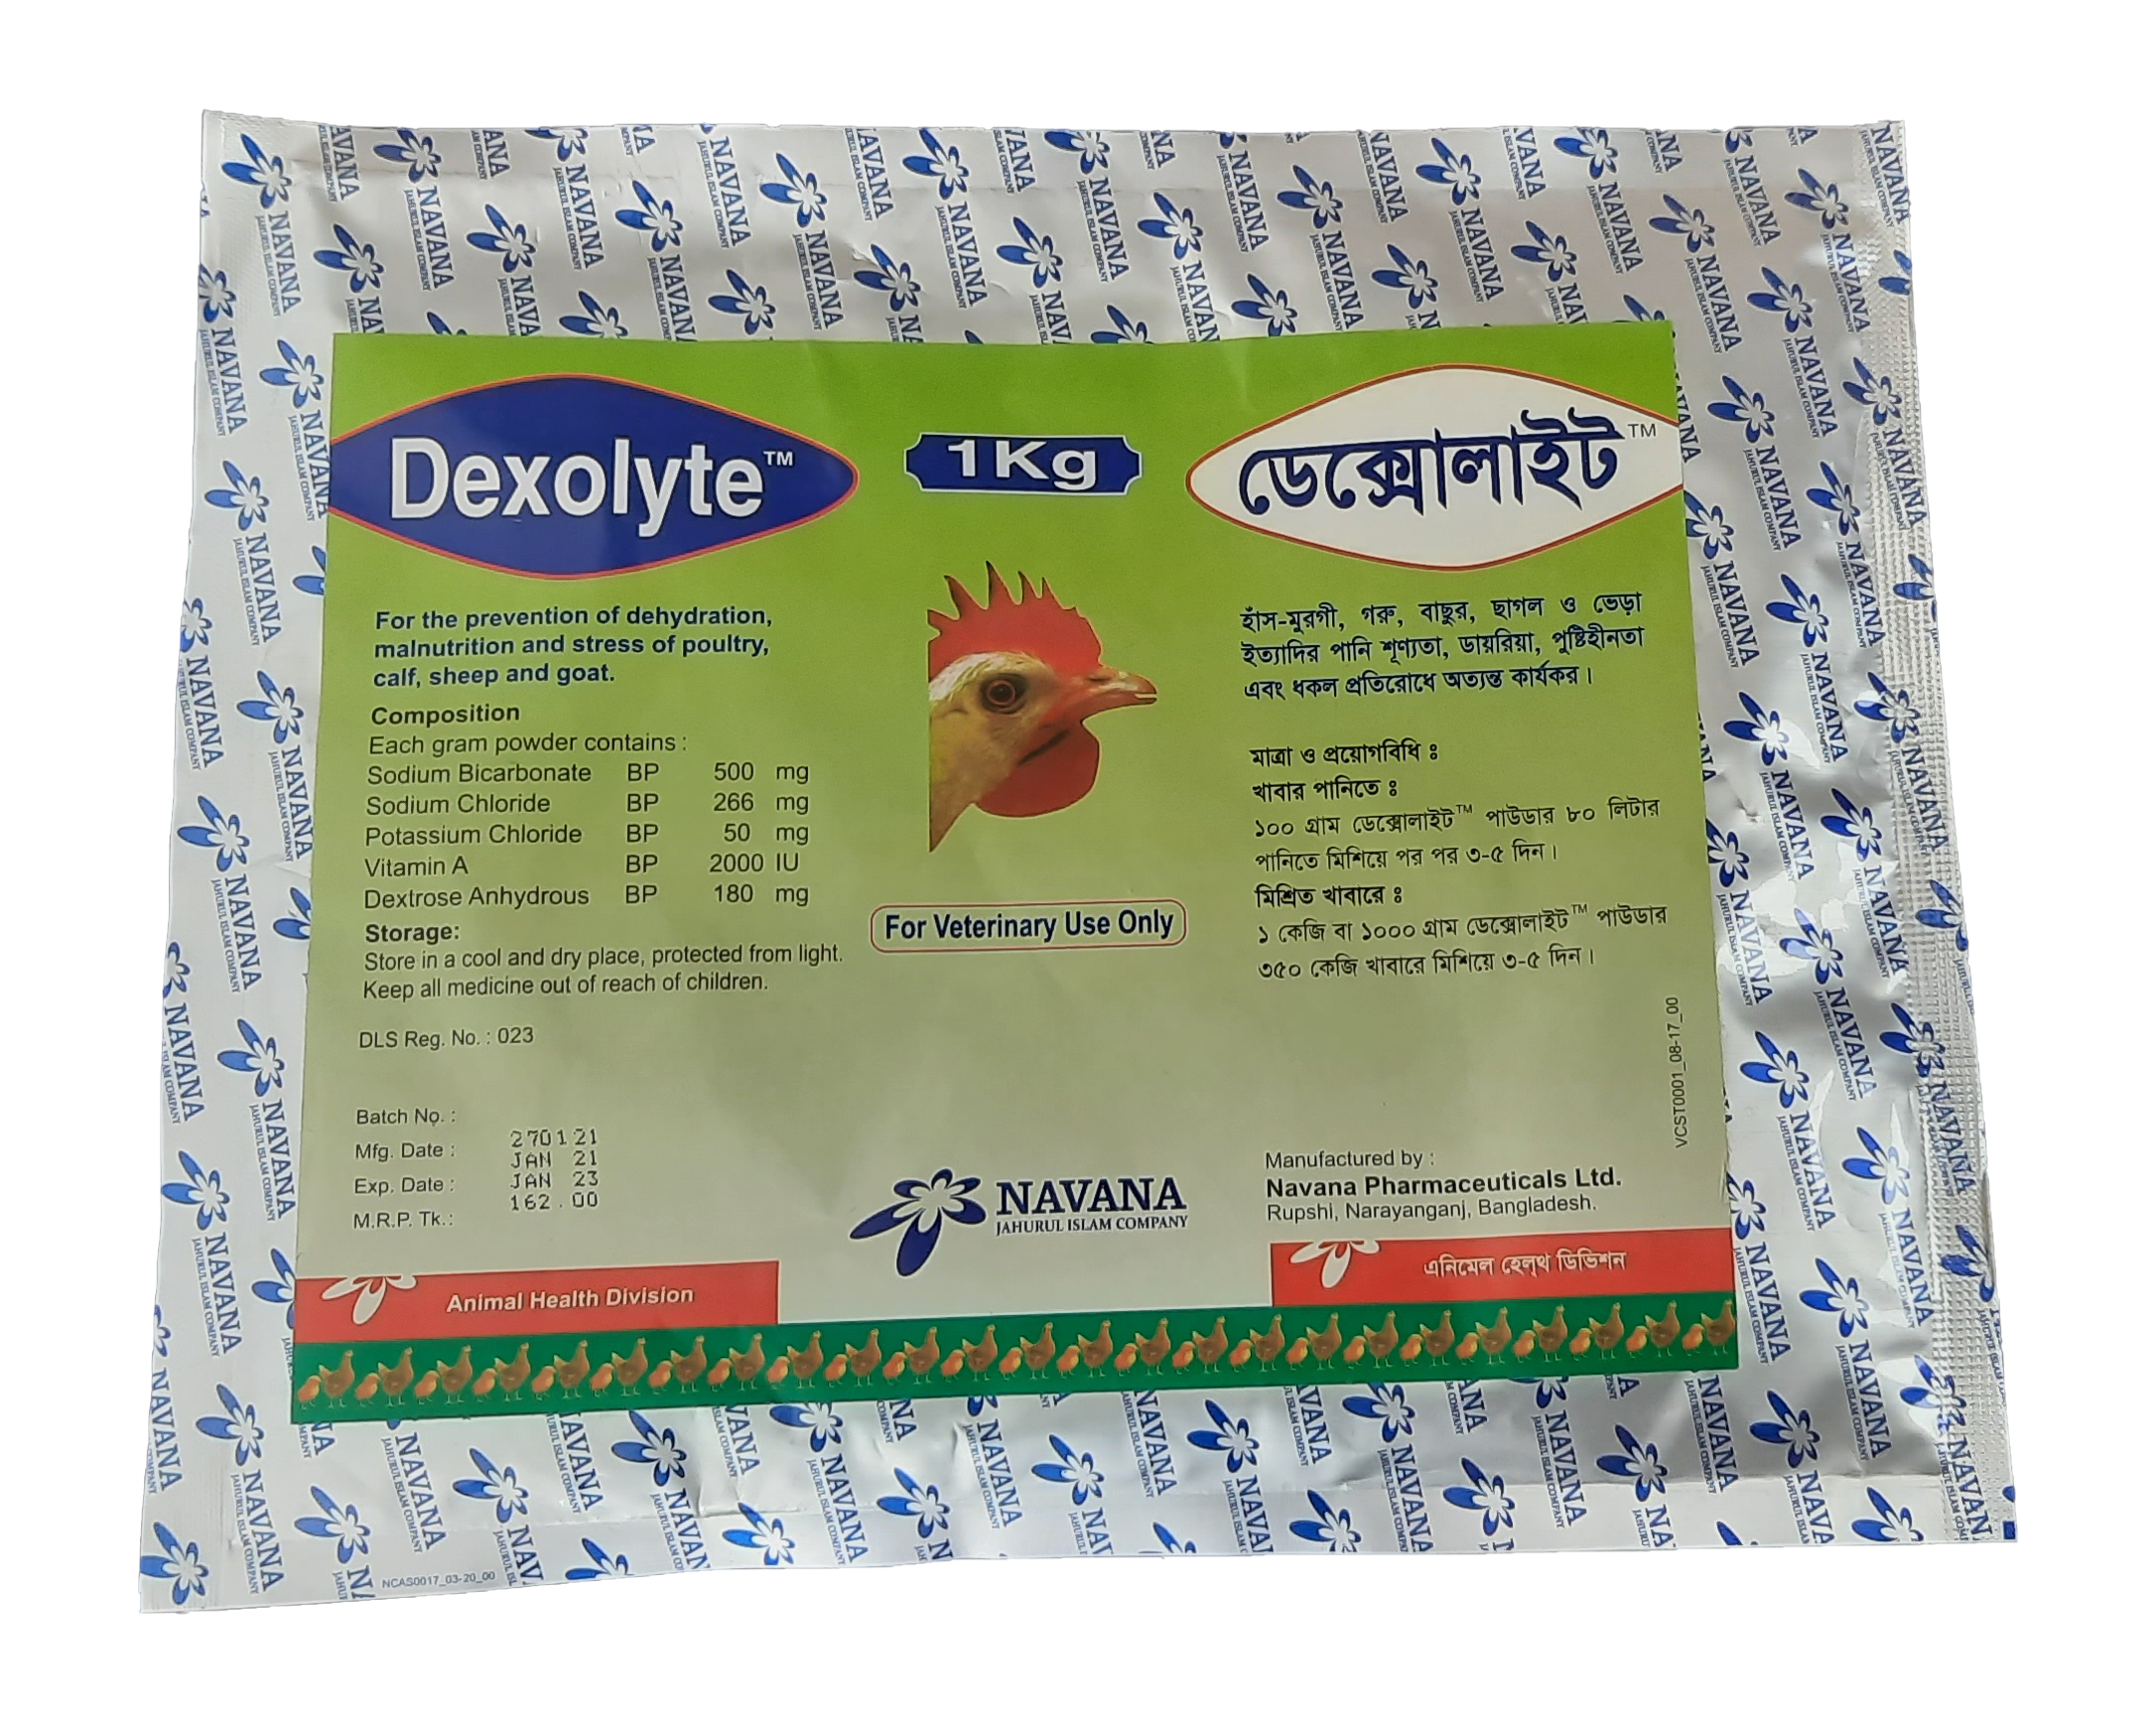 Dexolyte™
1Kg
ডেক্সোলাইট™
For the prevention of dehydration,
malnutrition and stress of poultry,
calf, sheep and goat.
Composition
Each gram powder contains :
Sodium Bicarbonate BP 500 mg
Sodium Chloride BP 266 mg
Potassium Chloride BP 50 mg
Vitamin A BP 2000 IU
Dextrose Anhydrous BP 180 mg
Storage:
Store in a cool and dry place, protected from light.
Keep all medicine out of reach of children.
DLS Reg. No. : 023
Batch No. : 270121
Mfg. Date : JAN 21
Exp. Date : JAN 23
M.R.P. Tk.: 162.00
Animal Health Division
For Veterinary Use Only
NAVANA
JAHURUL ISLAM COMPANY
হাঁস-মুরগী, গরু, বাছুর, ছাগল ও ভেড়া
ইত্যাদির পানি শূণ্যতা, ডায়রিয়া, পুষ্টিহীনতা
এবং ধকল প্রতিরোধে অত্যন্ত কার্যকর।
মাত্রা ও প্রয়োগবিধি ঃ
খাবার পানিতে ঃ
১০০ গ্রাম ডেক্সোলাইট™ পাউডার ৮০ লিটার
পানিতে মিশিয়ে পর পর ৩-৫ দিন।
মিশ্রিত খাবারে ঃ
১ কেজি বা ১০০০ গ্রাম ডেক্সোলাইট™ পাউডার
৩৫০ কেজি খাবারে মিশিয়ে ৩-৫ দিন।
VCST0001_08-17_00
Manufactured by :
Navana Pharmaceuticals Ltd.
Rupshi, Narayanganj, Bangladesh.
এনিমেল হেল্‌থ ডিভিশন
NCAS0017_03-20_00